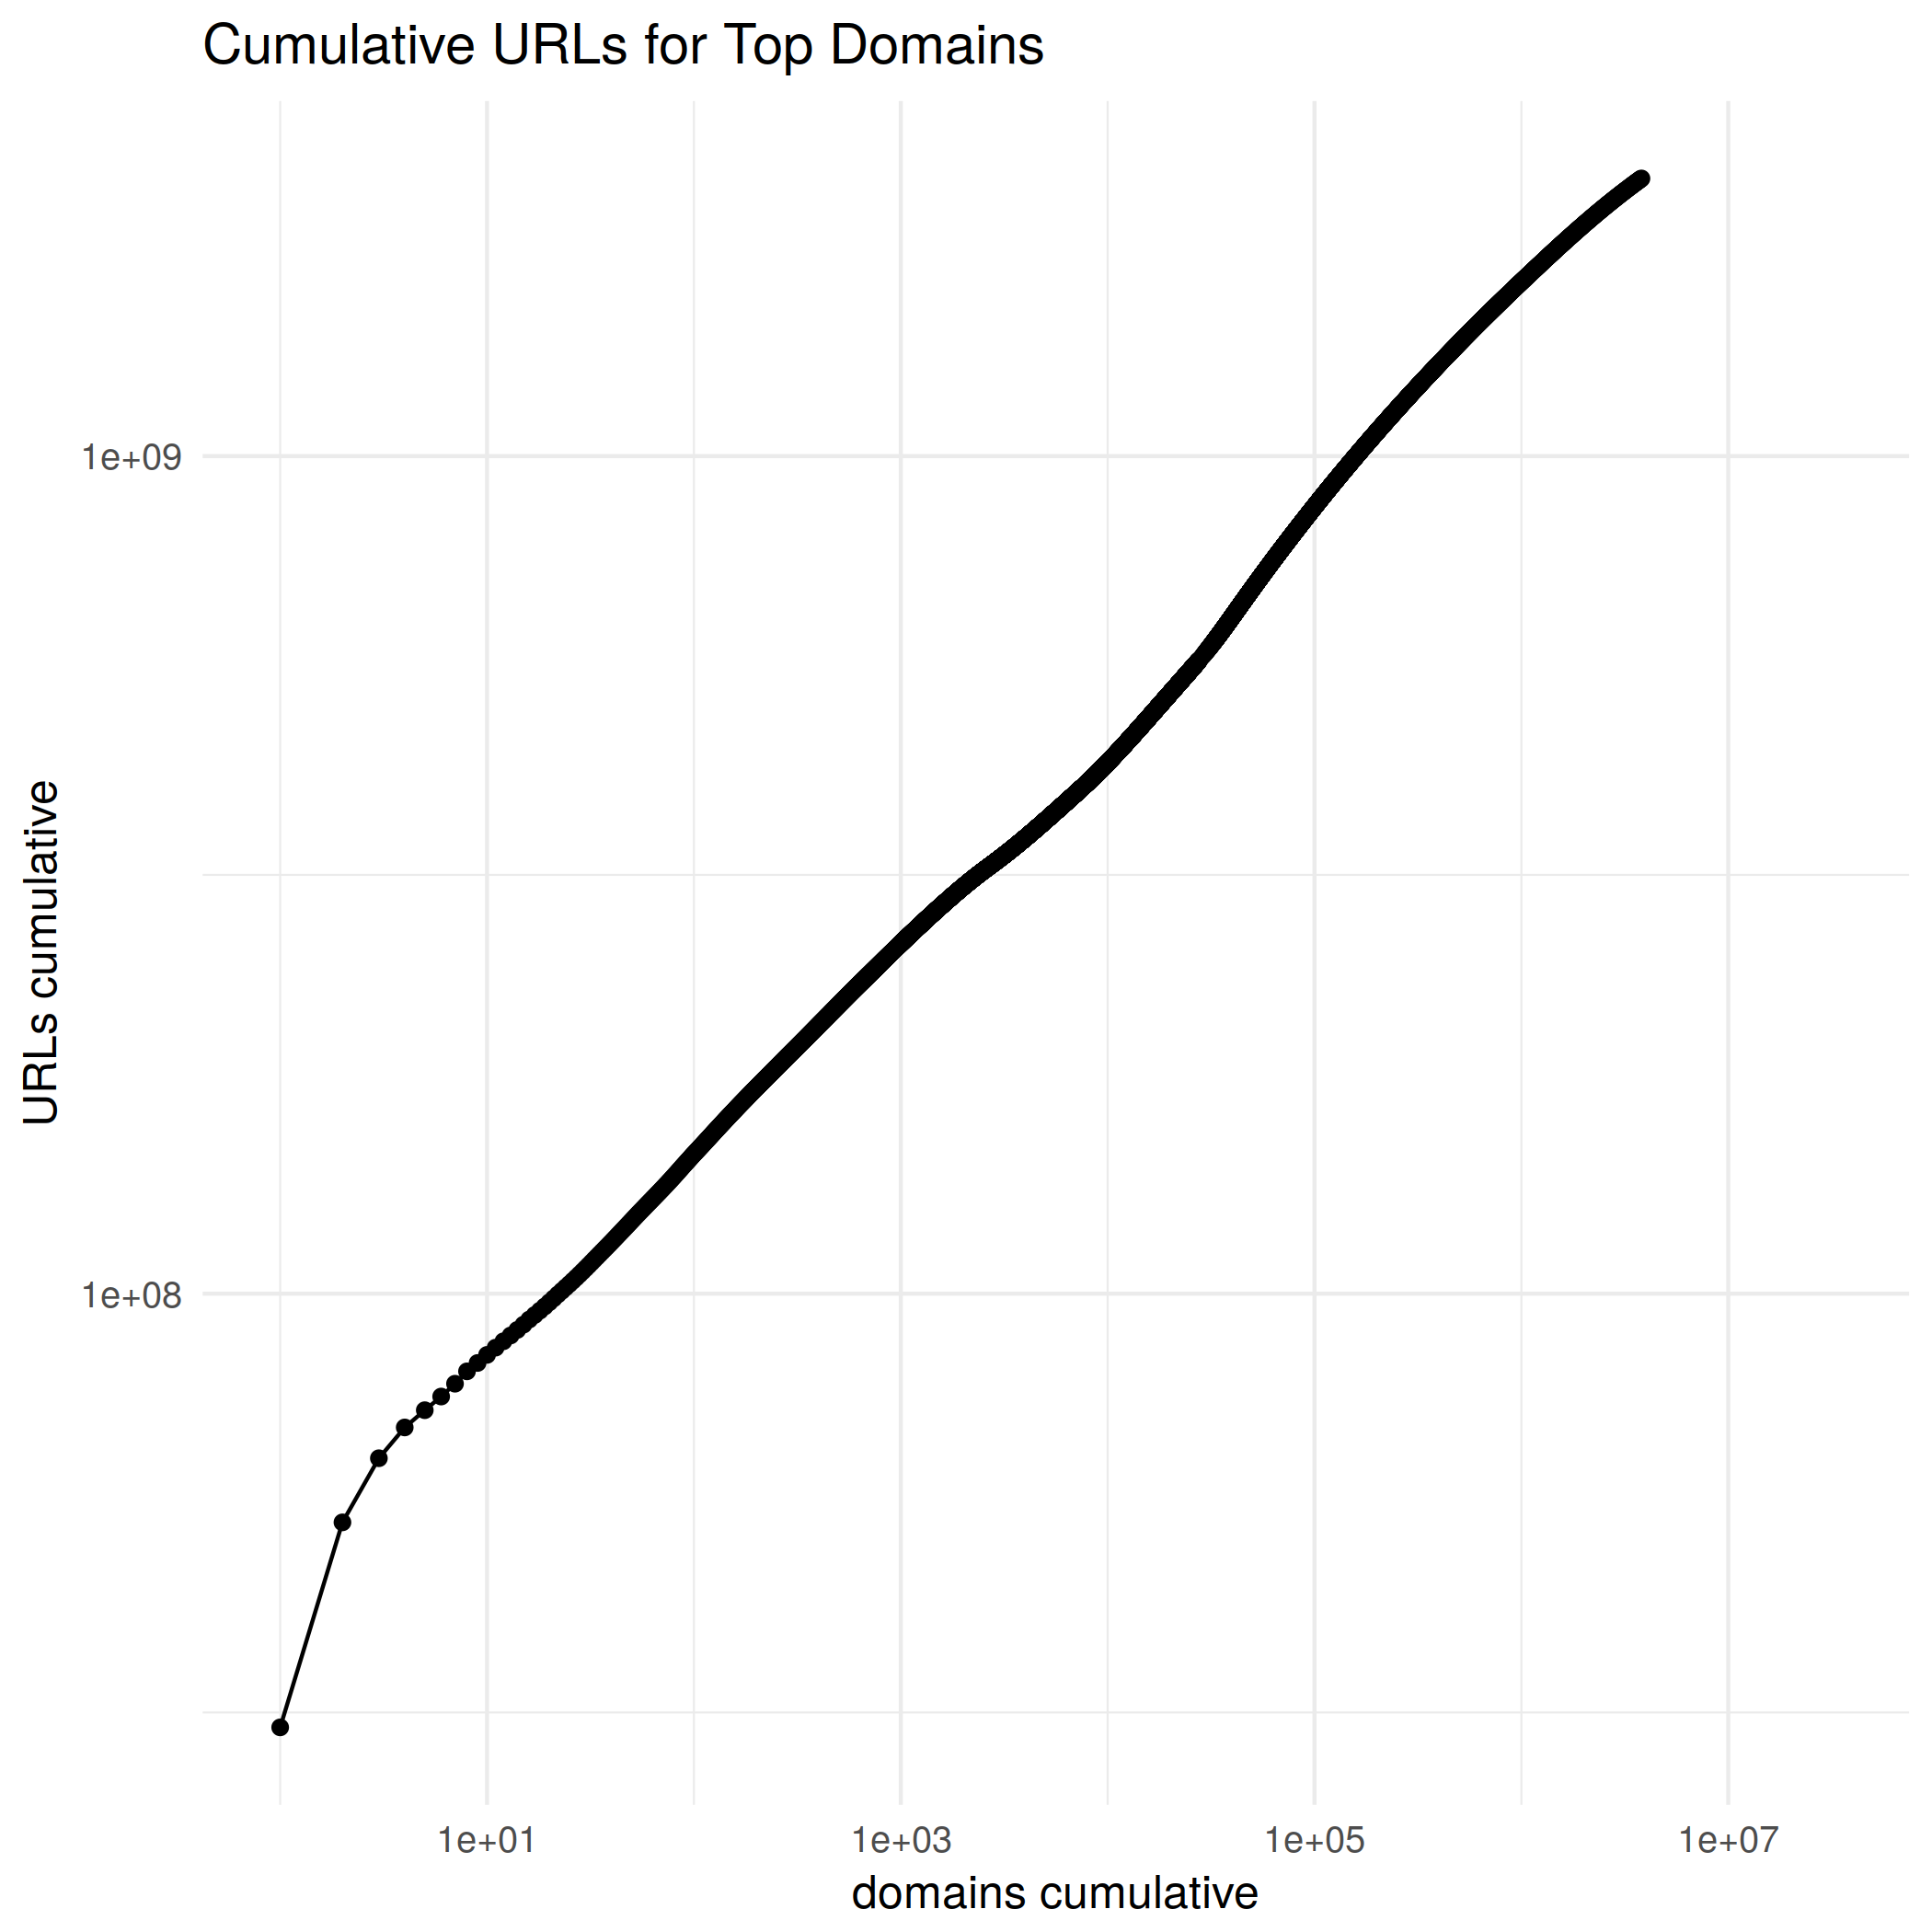 Cumulative URLs for Top Domains
URLs cumulative
1e+09
1e+08
1e+01
1e+03
1e+05
1e+07
domains cumulative